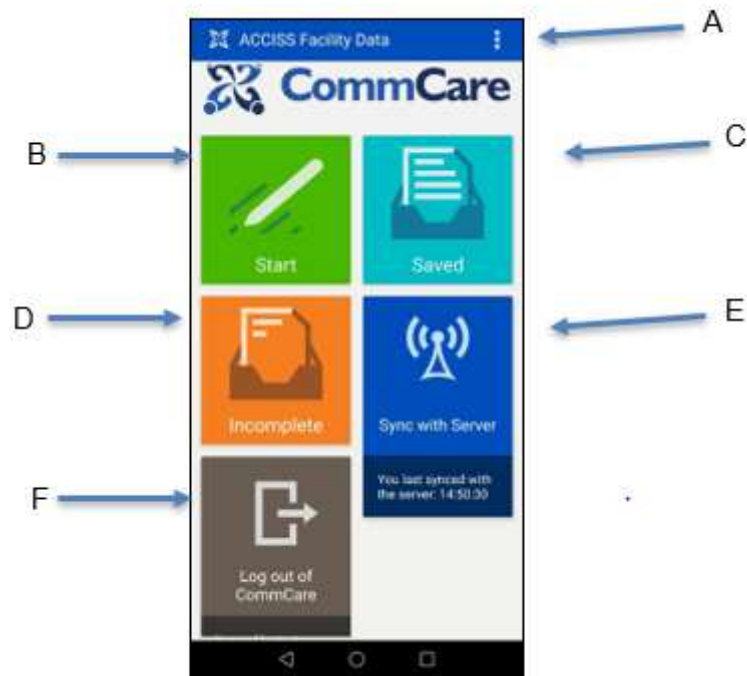 A
ACCISS Facility Data
CommCare
B
C
Start
Saved
D
E
Incomplete
Sync with Server
You last synced with
the server: 14:50:30
F
Log out of
CommCare